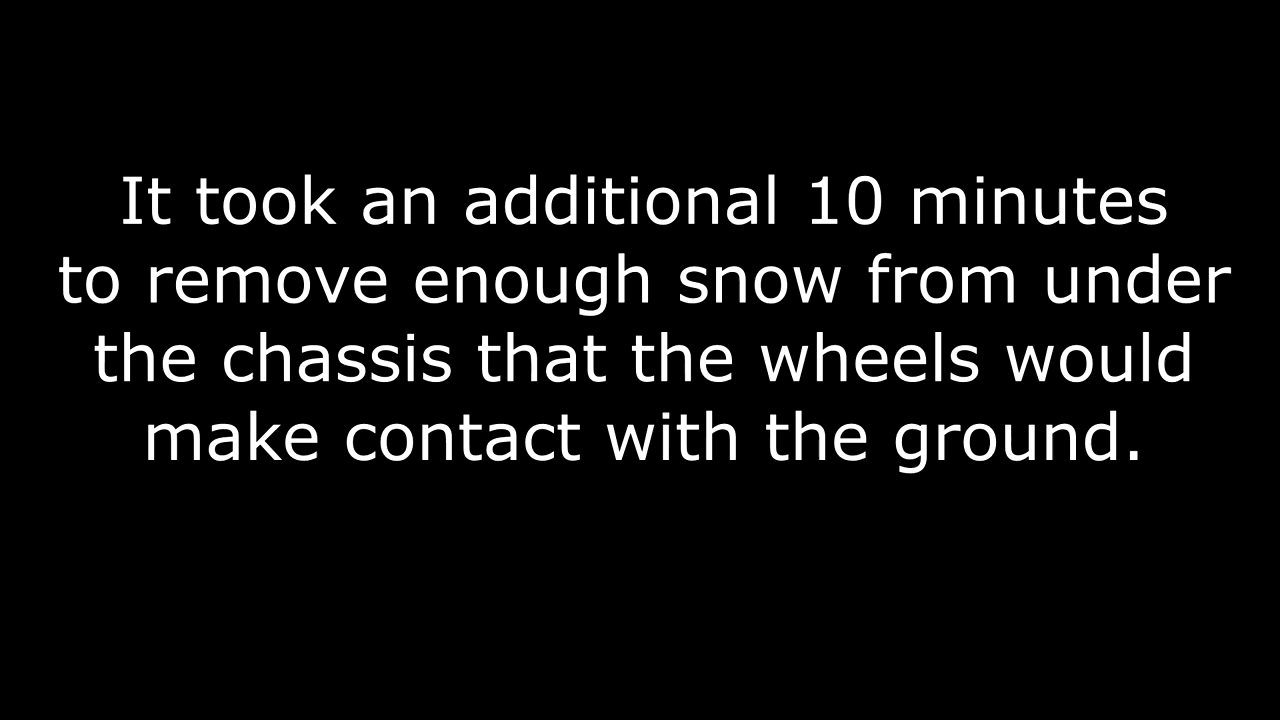 It took an additional 10 minutes
to remove enough snow from under
the chassis that the wheels would
make contact with the ground.